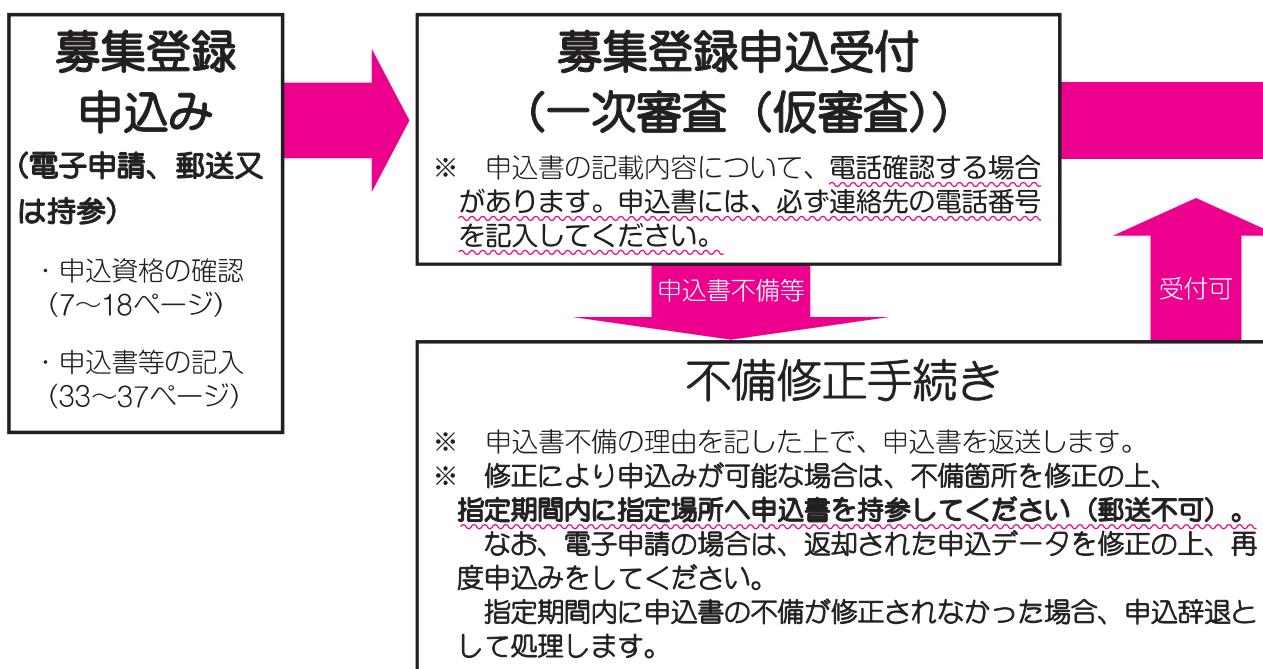 募集登録
申込み
(電子申請、郵送又
は持参)
・申込資格の確認
(7～18ページ)
・申込書等の記入
(33～37ページ)
募集登録申込受付
(一次審査（仮審査）)
※　申込書の記載内容について、電話確認する場合
があります。申込書には、必ず連絡先の電話番号
を記入してください。
申込書不備等
受付可
不備修正手続き
※　申込書不備の理由を記した上で、申込書を返送します。
※　修正により申込みが可能な場合は、不備箇所を修正の上、
指定期間内に指定場所へ申込書を持参してください（郵送不可）。
なお、電子申請の場合は、返却された申込データを修正の上、再
度申込みをしてください。
指定期間内に申込書の不備が修正されなかった場合、申込辞退と
して処理します。